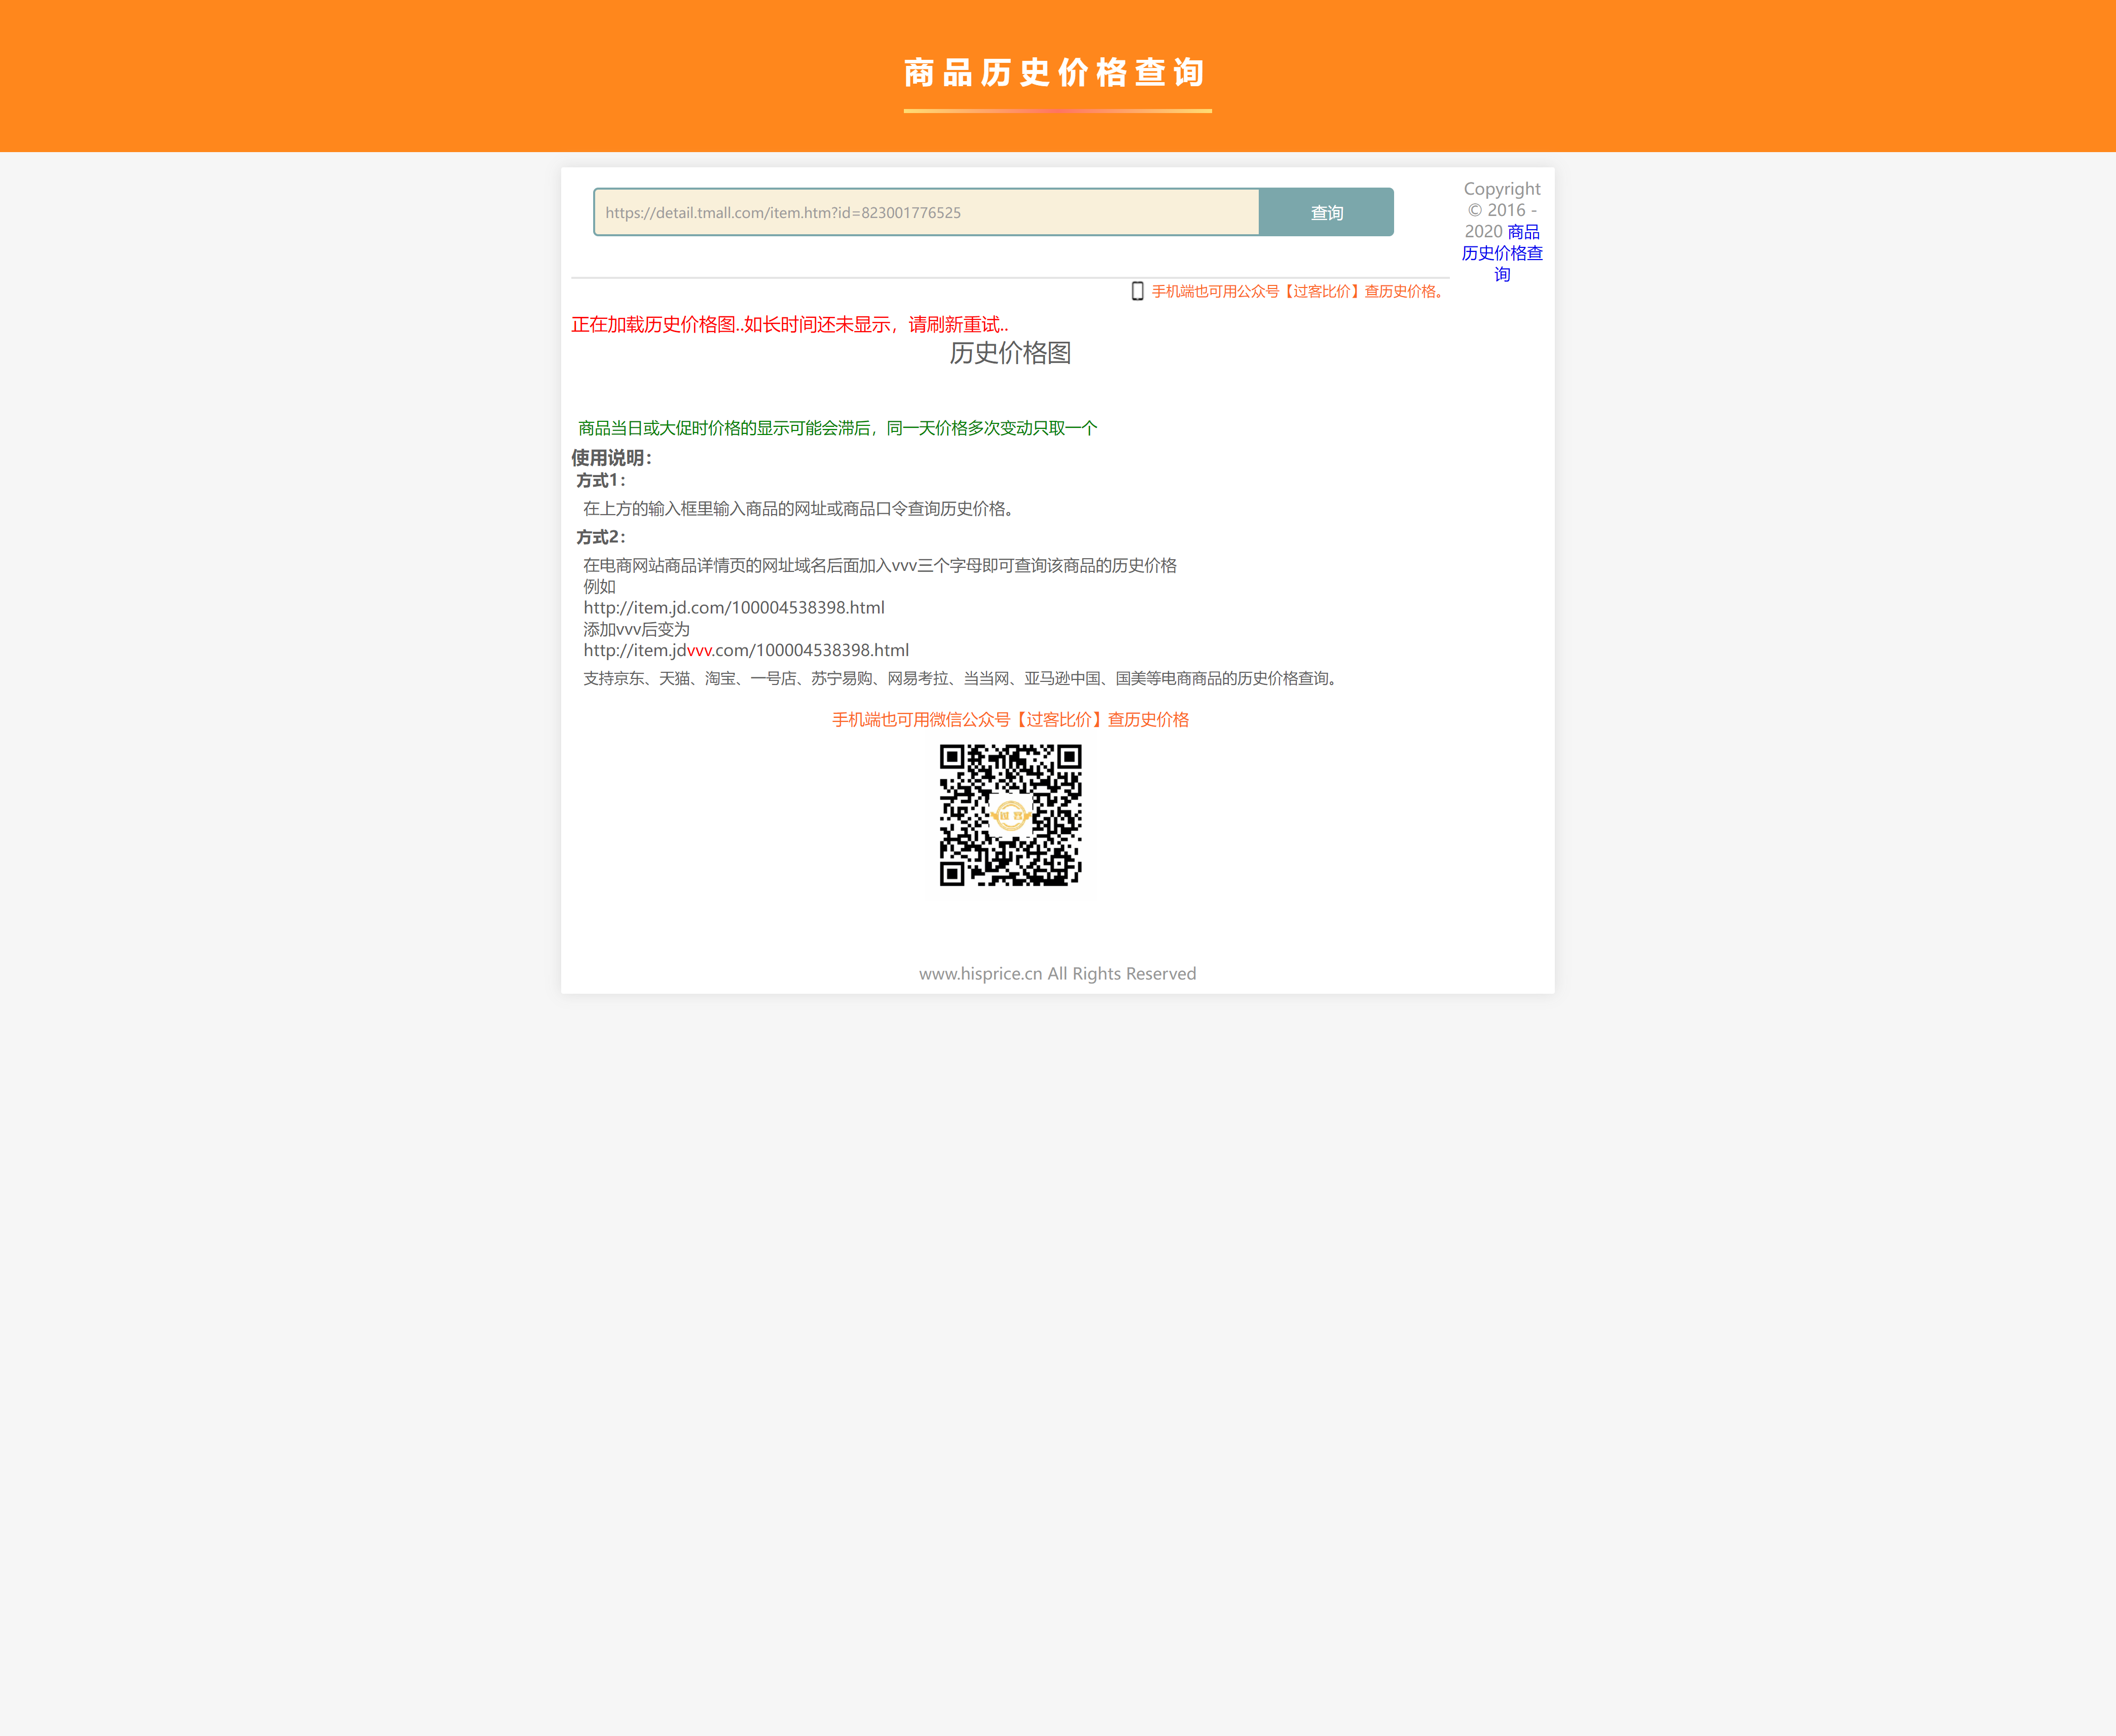 商品历史价格查询
https://detail.tmall.com/item.htm?id=823001776525
查询
Copyright
© 2016 -
2020 商品
历史价格查
询
手机端也可用公众号【过客比价】查历史价格。
正在加载历史价格图..如长时间还未显示，请刷新重试..
历史价格图
商品当日或大促时价格的显示可能会滞后，同一天价格多次变动只取一个
使用说明：
方式1：
在上方的输入框里输入商品的网址或商品口令查询历史价格。
方式2：
在电商网站商品详情页的网址域名后面加入vvv三个字母即可查询该商品的历史价格
例如
http://item.jd.com/100004538398.html
添加vvv后变为
http://item.jdvvv.com/100004538398.html
支持京东、天猫、淘宝、一号店、苏宁易购、网易考拉、当当网、亚马逊中国、国美等电商商品的历史价格查询。
手机端也可用微信公众号【过客比价】查历史价格
过 客
www.hisprice.cn All Rights Reserved